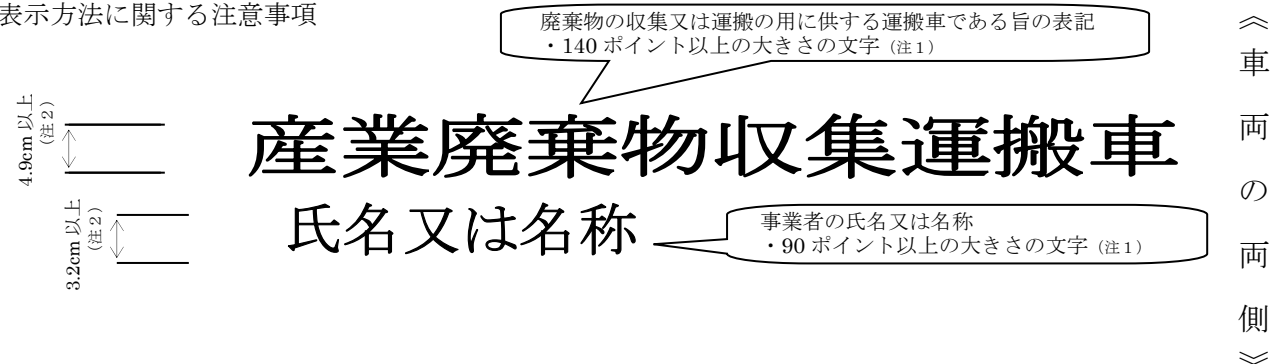 表示方法に関する注意事項
廃棄物の収集又は運搬の用に供する運搬車である旨の表記
・140 ポイント以上の大きさの文字（注１）
4.9cm 以上
（注２）
産業廃棄物収集運搬車
3.2cm 以上
（注２）
氏名又は名称
事業者の氏名又は名称
・90 ポイント以上の大きさの文字（注１）
《車両の両側》